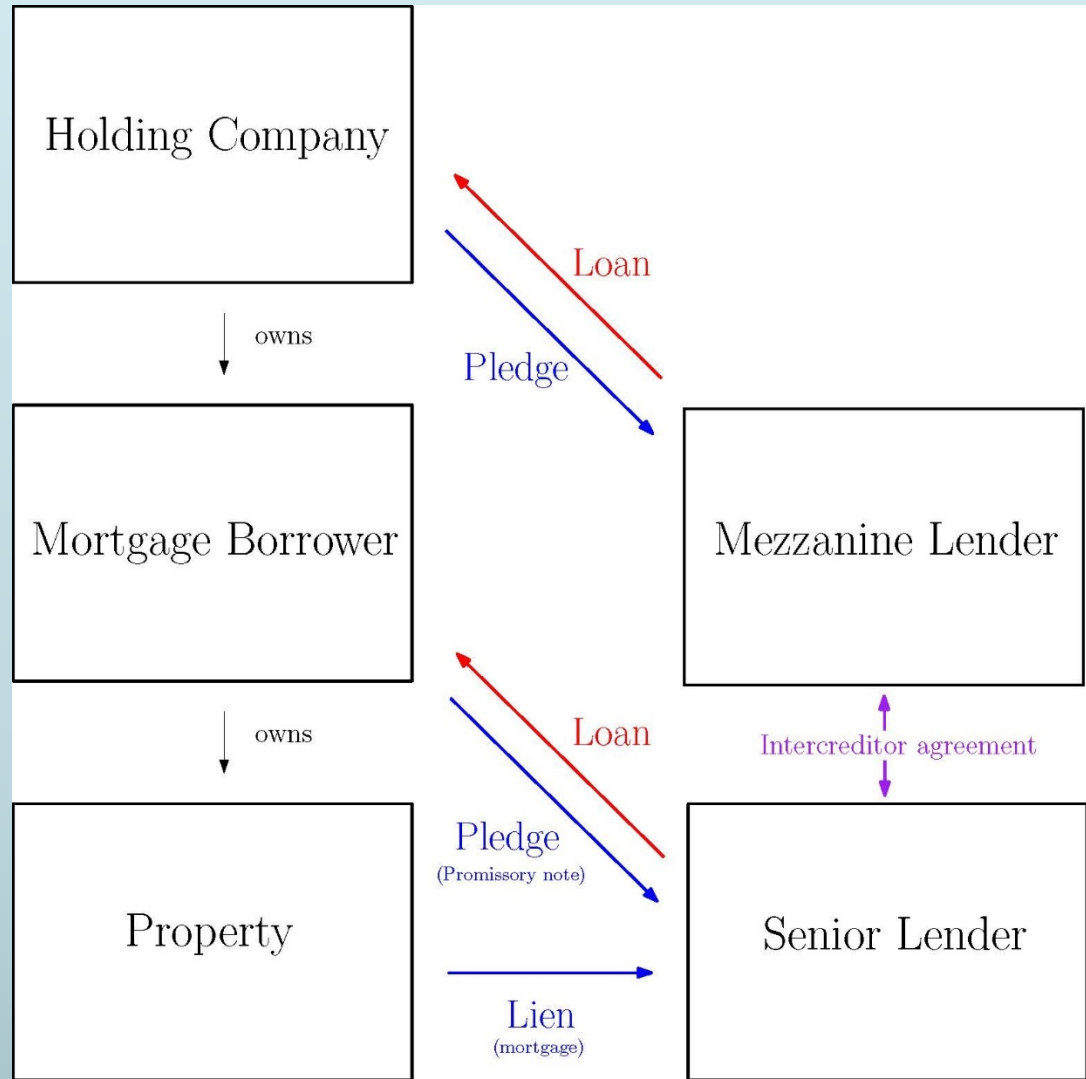 Holding Company
Loan
owns
Pledge
Mortgage Borrower
Mezzanine Lender
Loan
owns
Intercreditor agreement
Pledge
(Promissory note)
Property
Senior Lender
Lien
(mortgage)